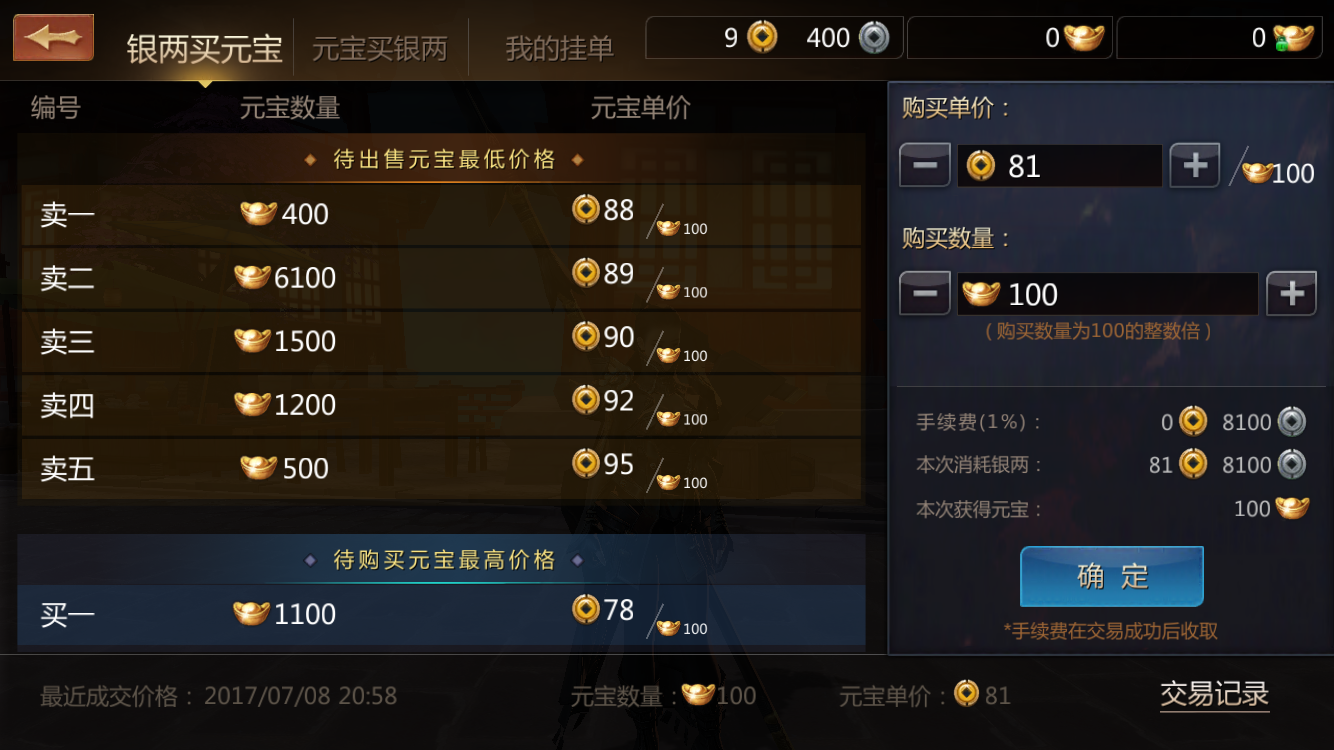 银两买元宝 元宝买银两 我的挂单 9 400 0 0
编号 元宝数量 元宝单价
待出售元宝最低价格
卖一 400 88 100
卖二 6100 89 100
卖三 1500 90 100
卖四 1200 92 100
卖五 500 95 100
待购买元宝最高价格
买一 1100 78 100
购买单价：
81 100
购买数量：
100
（购买数量为100的整数倍）
手续费(1%)： 0 8100
本次消耗银两： 81 8100
本次获得元宝： 100
确 定
*手续费在交易成功后收取
最近成交价格：2017/07/08 20:58 元宝数量：100 元宝单价：81 交易记录